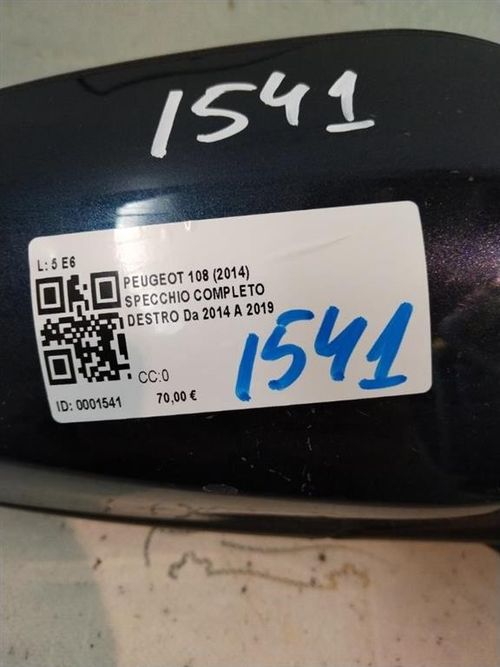 1541
L: 5 E6
PEUGEOT 108 (2014)
SPECCHIO COMPLETO
DESTRO Da 2014 A 2019
1541
CC:0
ID: 0001541
70,00 €